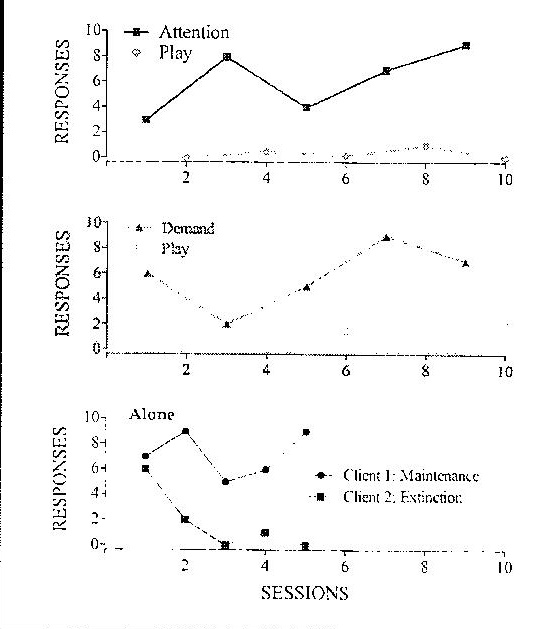 10
Attention
8
Play
6
4
2
0
RESPONSES
2 4 6 8 10
10
Demand
8
Play
6
4
2
0
RESPONSES
2 4 6 8 10
10
Alone
8
6
Client 1: Maintenance
4
Client 2: Extinction
2
0
RESPONSES
2 4 6 8 10
SESSIONS